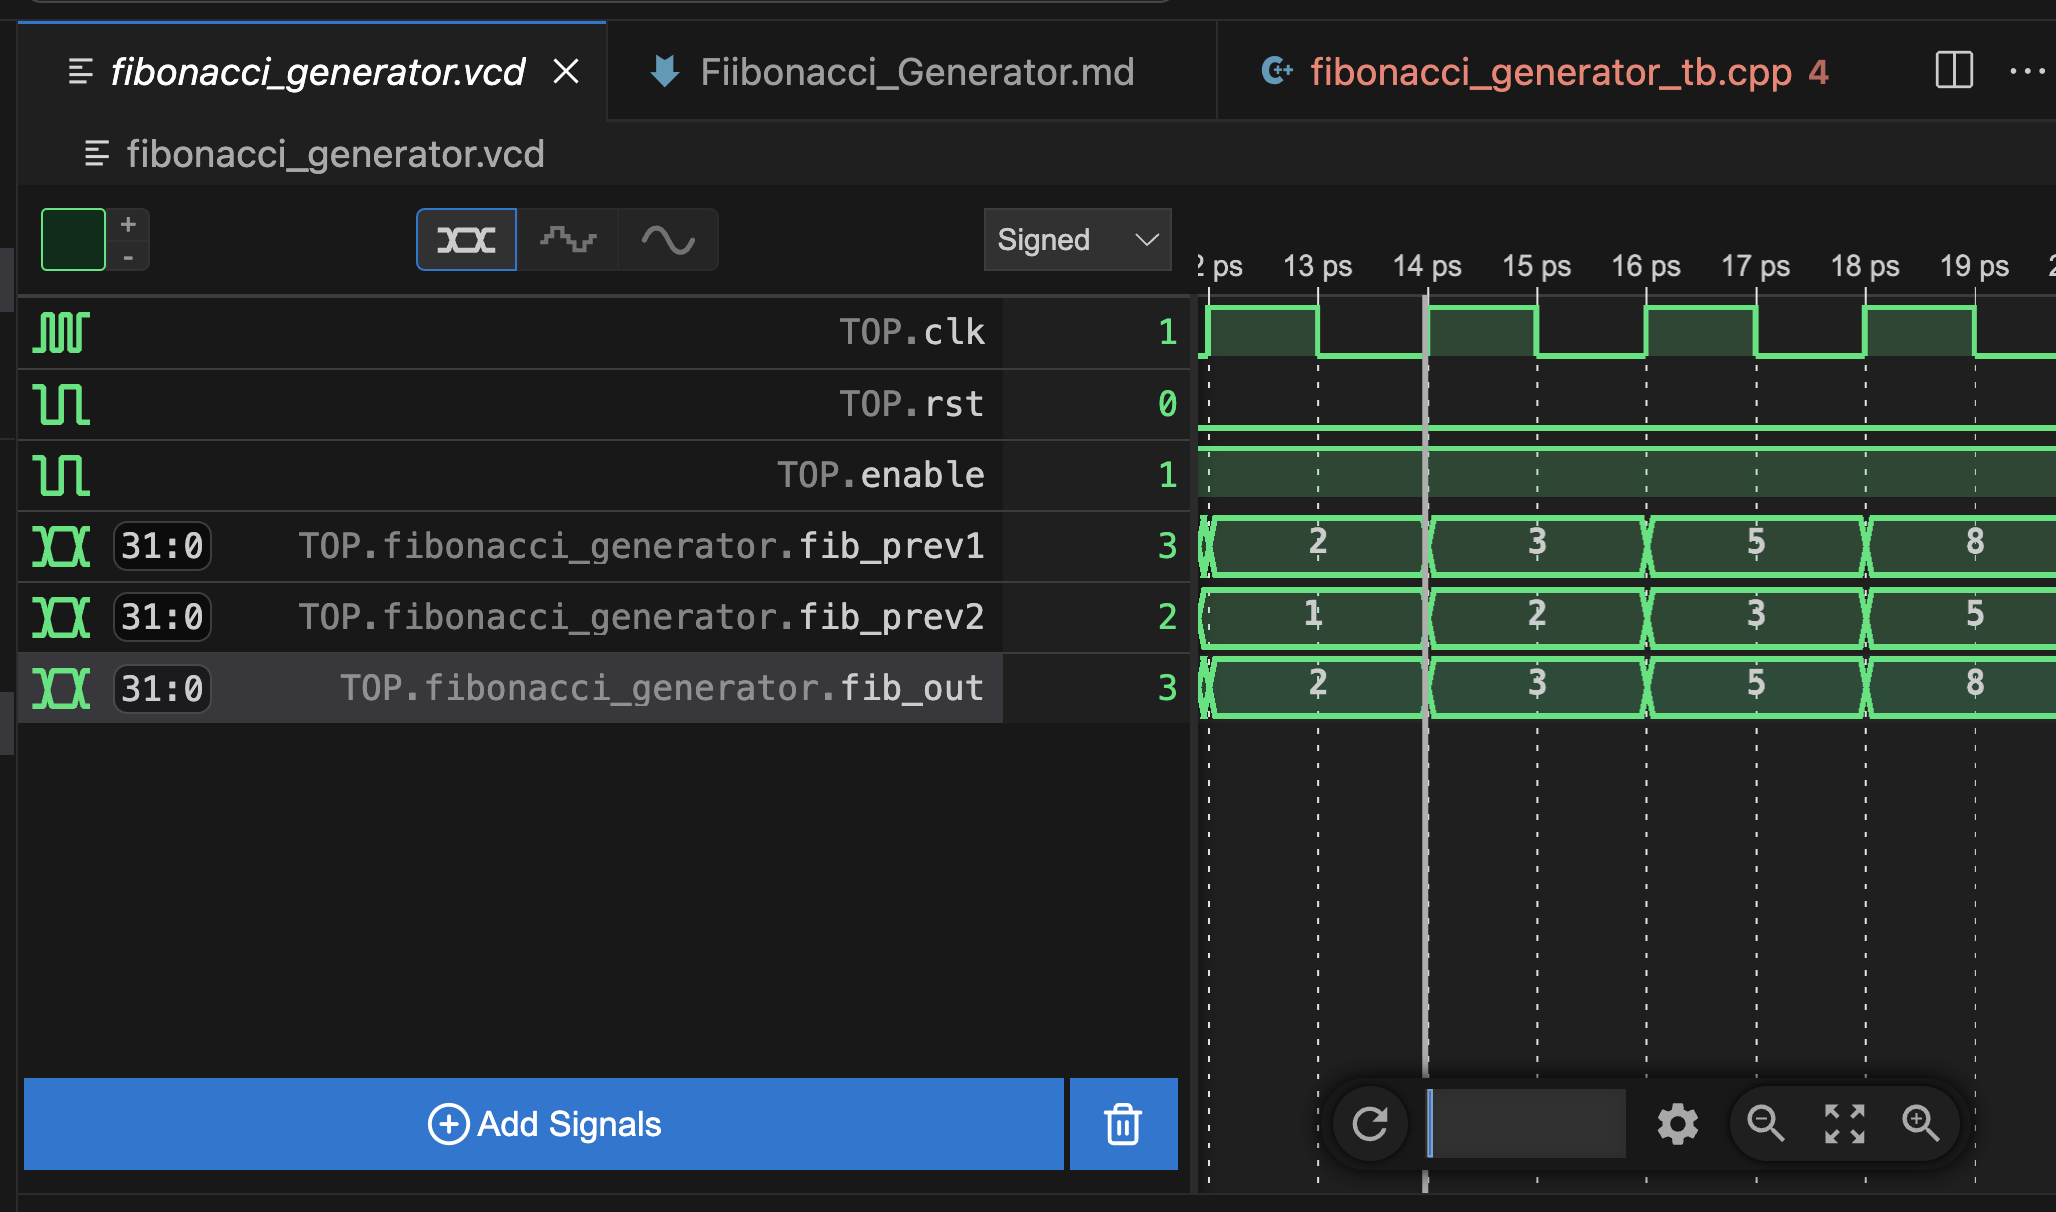 fibonacci_generator.vcd
Fiibonacci_Generator.md
fibonacci_generator_tb.cpp 4
fibonacci_generator.vcd
+
-
Signed
ps 13 ps 14 ps 15 ps 16 ps 17 ps 18 ps 19 ps
TOP.clk 1
TOP.rst 0
TOP.enable 1
31:0 TOP.fibonacci_generator.fib_prev1 3 2 3 5 8
31:0 TOP.fibonacci_generator.fib_prev2 2 1 2 3 5
31:0 TOP.fibonacci_generator.fib_out 3 2 3 5 8
Add Signals